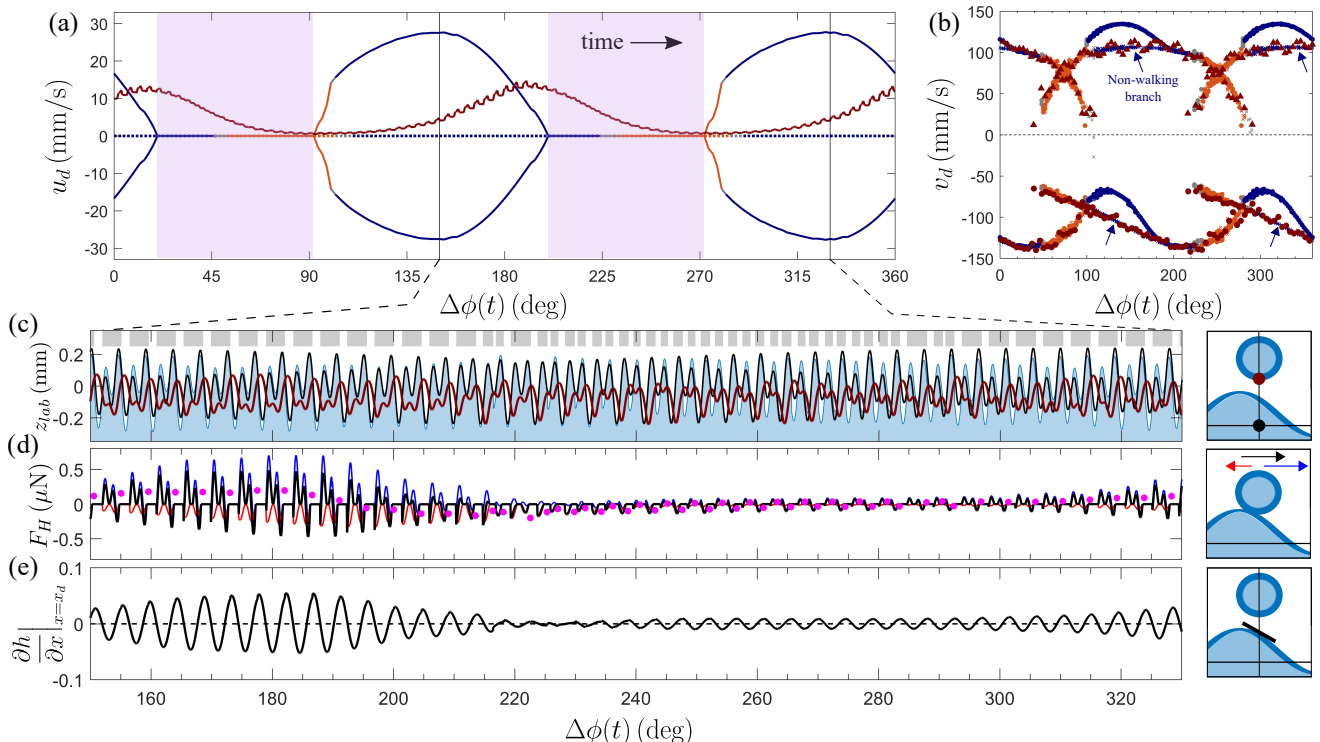 (a)
time
u_d (mm/s)
30
20
10
0
-10
-20
-30
0 45 90 135 180 225 270 315 360
Δϕ(t) (deg)
(b)
v_d (mm/s)
150
100
50
0
-50
-100
-150
Non-walking
branch
0 100 200 300
Δϕ(t) (deg)
(c)
z_lab (mm)
0.2
0
-0.2
(d)
F_H (μN)
0.5
0
-0.5
(e)
∂h/∂x|_{x=x_d}
0.1
0
-0.1
160 180 200 220 240 260 280 300 320
Δϕ(t) (deg)